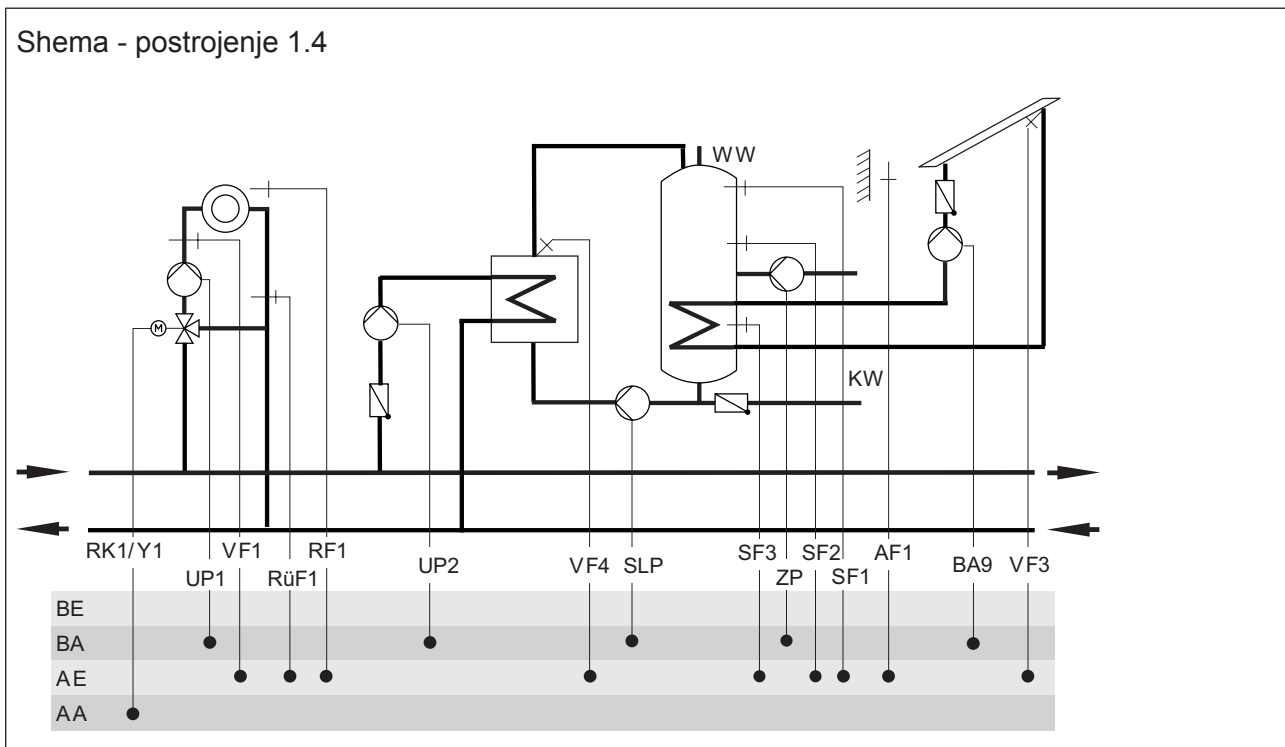 Shema - postrojenje 1.4
WW
KW
M
RK1/Y1 VF1 RF1 UP2 VF4 SLP SF3 SF2 AF1 BA9 VF3
UP1 RüF1 ZP SF1
BE
BA
AE
AA